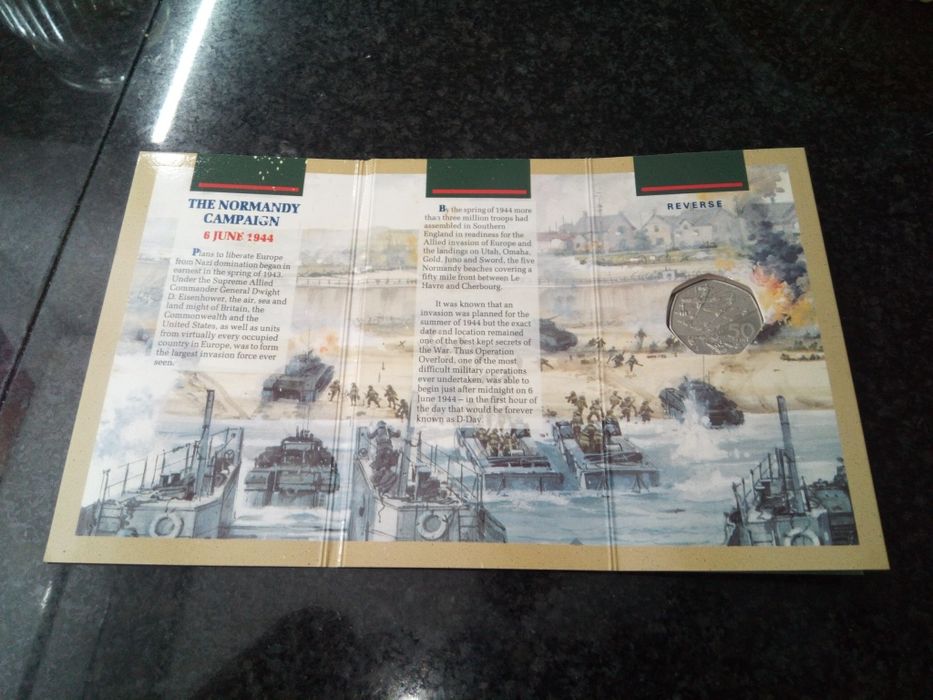 THE NORMANDY
CAMPAIGN
6 JUNE 1944
Plans to liberate Europe
from Nazi domination began in
earnest in the spring of 1943.
Under the Supreme Allied
Commander General Dwight
D. Eisenhower, the air, sea and
land might of Britain, the
Commonwealth and the
United States, as well as units
from virtually every occupied
country in Europe, was to form
the largest invasion force ever
seen.
By the spring of 1944 more
than three million troops had
assembled in Southern
England in readiness for the
Allied invasion of Europe and
the landings on Utah, Omaha,
Gold, Juno and Sword, the five
Normandy beaches covering a
fifty mile front between Le
Havre and Cherbourg.
It was known that an
invasion was planned for the
summer of 1944 but the exact
date and location remained
one of the best kept secrets of
the War. Thus Operation
Overlord, one of the most
difficult military operations
ever undertaken, was able to
begin just after midnight on 6
June 1944 – in the first hour of
the day that would be forever
known as D-Day.
REVERSE
50